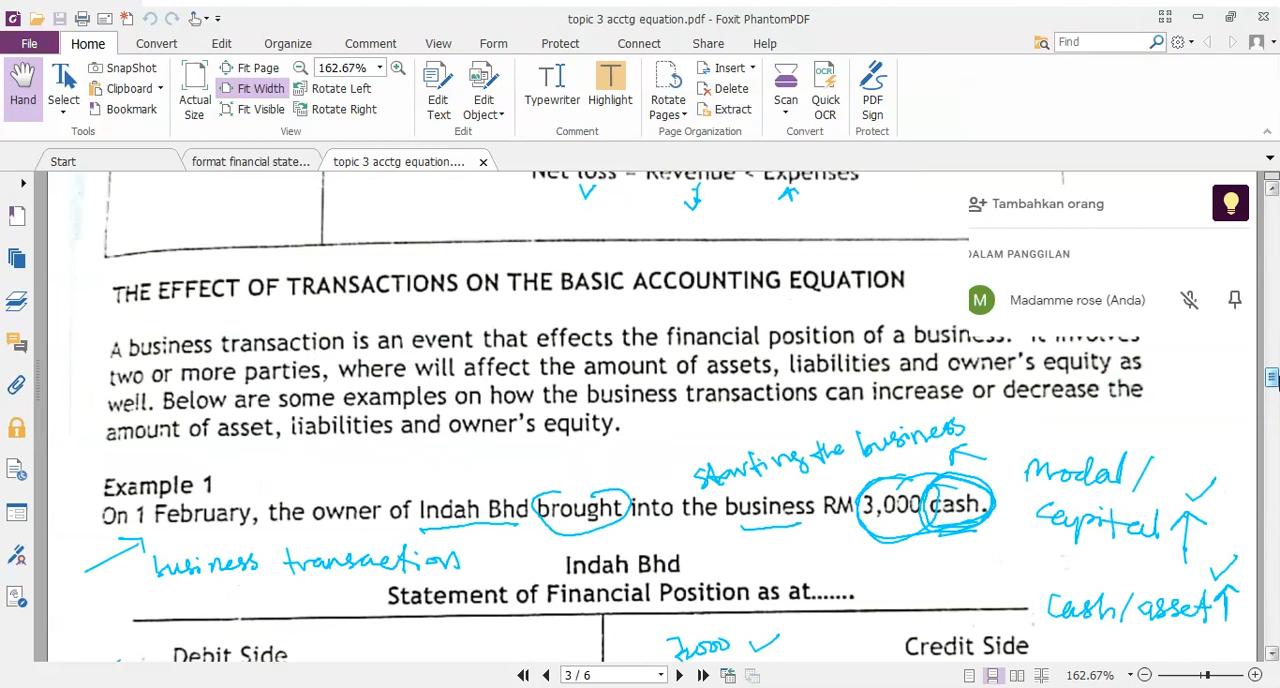 topic 3 acctg equation.pdf - Foxit PhantomPDF
File Home Convert Edit Organize Comment View Form Protect Connect Share Help Find
Hand Select SnapShot Clipboard Bookmark Tools
Actual Size Fit Page Fit Width Fit Visible 162.67% Rotate Left Rotate Right View
Edit Text Edit Object Edit
Typewriter Highlight Comment
Rotate Pages Insert Delete Extract Page Organization
Scan Quick OCR Convert
PDF Sign Protect
Start format financial state... topic 3 acctg equation....
Net loss = Revenue < Expenses
Tambahkan orang
DALAM PANGGILAN
M Madamme rose (Anda)
THE EFFECT OF TRANSACTIONS ON THE BASIC ACCOUNTING EQUATION
A business transaction is an event that effects the financial position of a business. It involves
two or more parties, where will affect the amount of assets, liabilities and owner's equity as
well. Below are some examples on how the business transactions can increase or decrease the
amount of asset, liabilities and owner's equity.
starting the business
Example 1
On 1 February, the owner of Indah Bhd brought into the business RM 3,000 cash.
Modal /
Capital
business transactions
Indah Bhd
Statement of Financial Position as at.......
cash/asset
Debit Side
3,000
Credit Side
3 / 6 162.67%